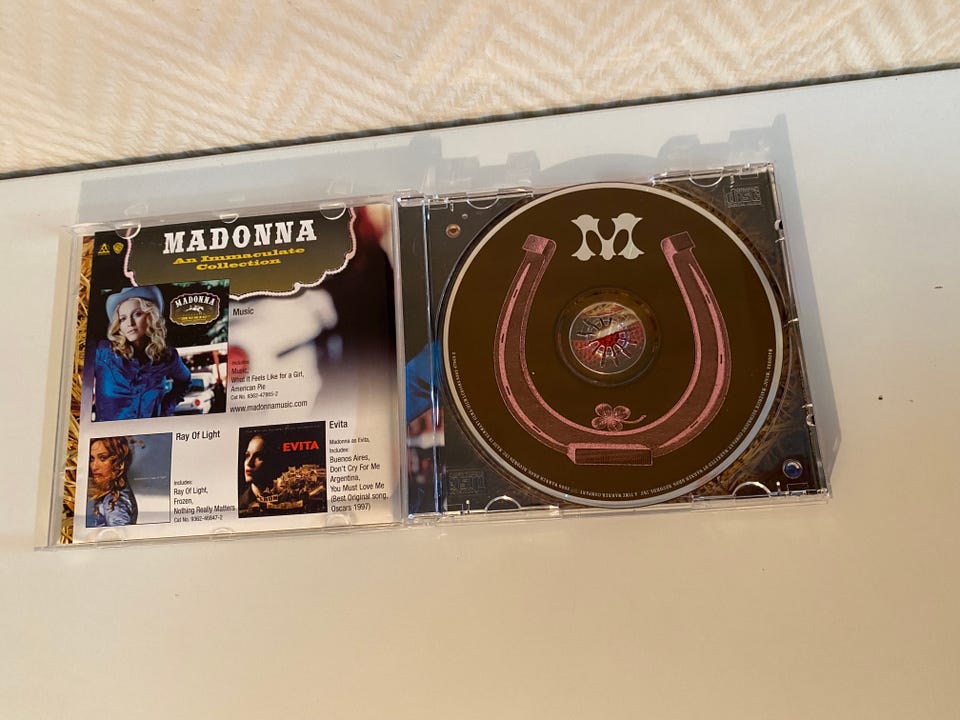 MADONNA
An Immaculate
Collection
MADONNA
MUSIC
Music
Includes:
Music,
What It Feels Like for a Girl,
American Pie
Cat No. 9362-47865-2
www.madonnamusic.com
Ray Of Light
Includes:
Ray Of Light,
Frozen,
Nothing Really Matters
Cat No. 9362-46847-2
EVITA
Evita
Madonna as Evita,
Includes:
Buenos Aires,
Don't Cry For Me
Argentina,
You Must Love Me
(Best Original song,
Oscars 1997)
M